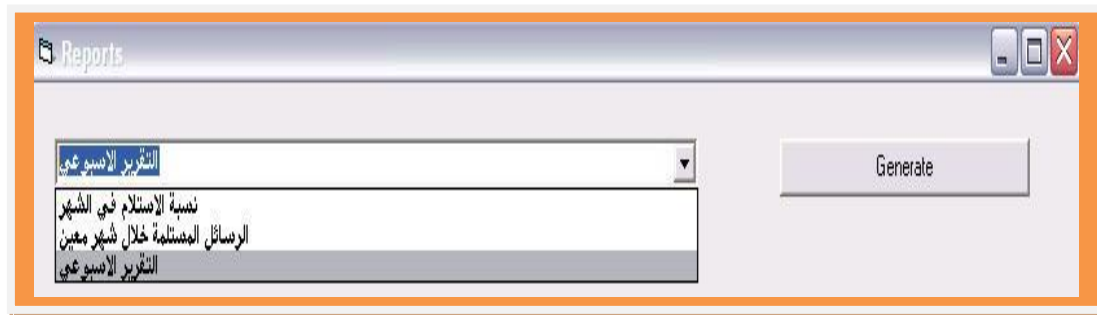 Reports
التقرير الاسبوعي
Generate
نسبة الاستلام في الشهر
الرسائل المستلمة خلال شهر معين
التقرير الاسبوعي